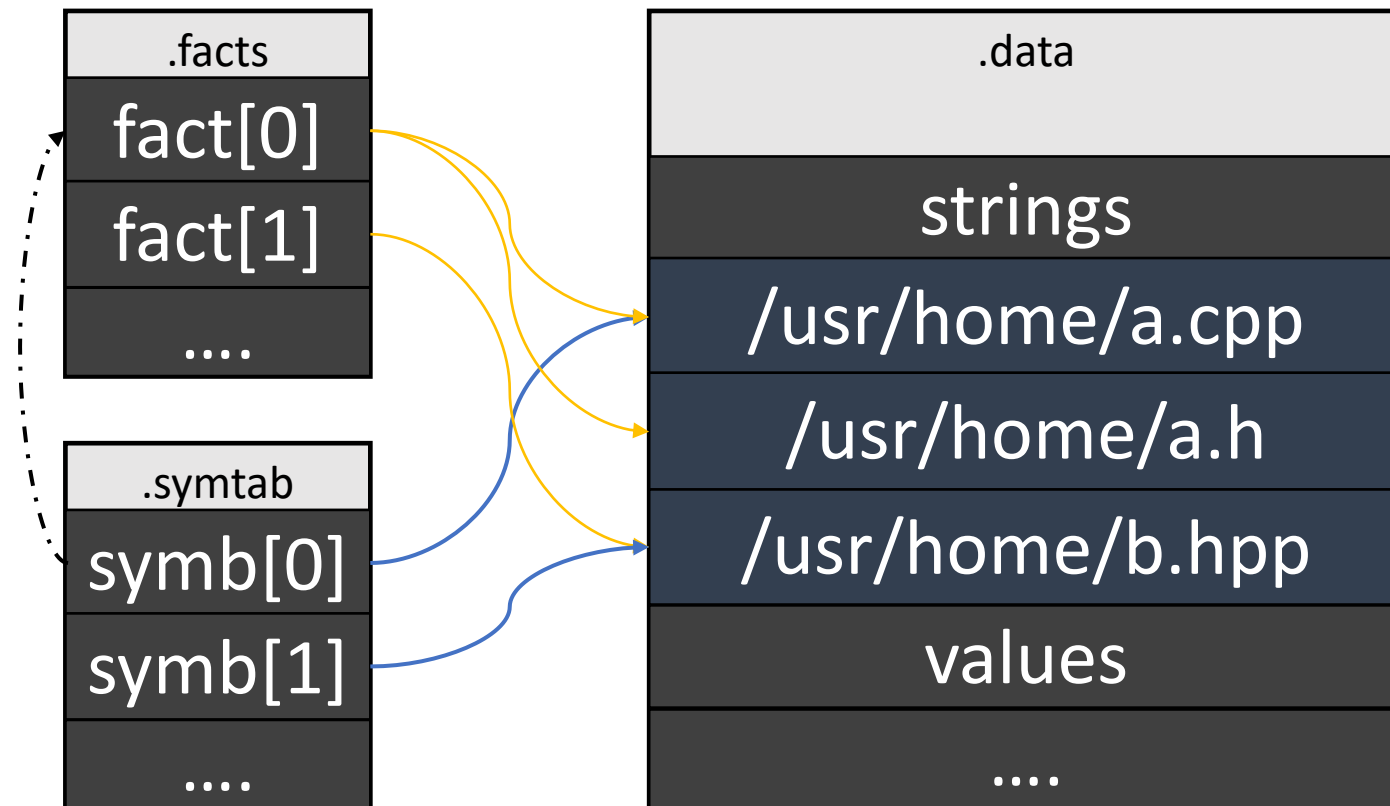 .facts
fact[0]
fact[1]
....
.symtab
symb[0]
symb[1]
....
.data
strings
/usr/home/a.cpp
/usr/home/a.h
/usr/home/b.hpp
values
....